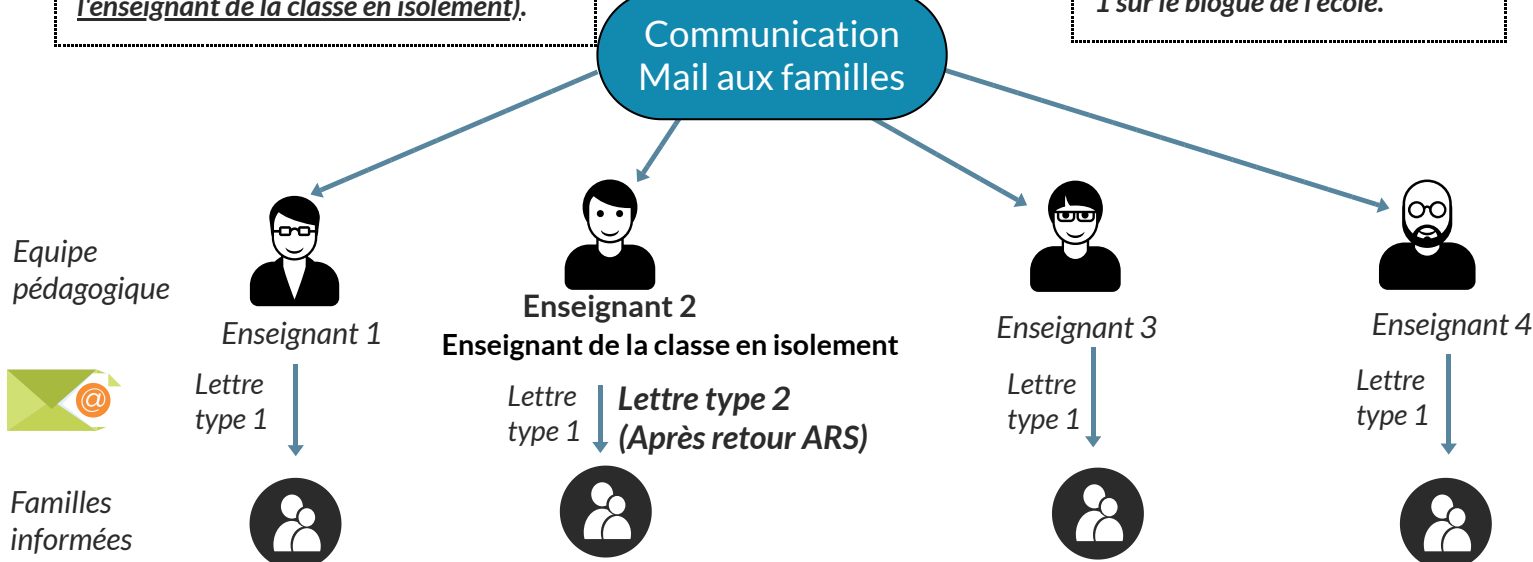 l'enseignant de la classe en isolement).
1 sur le blogue de l'école.
Communication
Mail aux familles
Equipe
pédagogique
Enseignant 1
Enseignant 2
Enseignant de la classe en isolement
Enseignant 3
Enseignant 4
@
Lettre
type 1
Lettre
type 1
Lettre type 2
(Après retour ARS)
Lettre
type 1
Lettre
type 1
Familles
informées